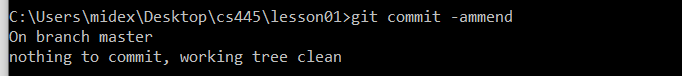 C:\Users\midex\Desktop\cs445\lesson01>git commit -ammend
On branch master
nothing to commit, working tree clean